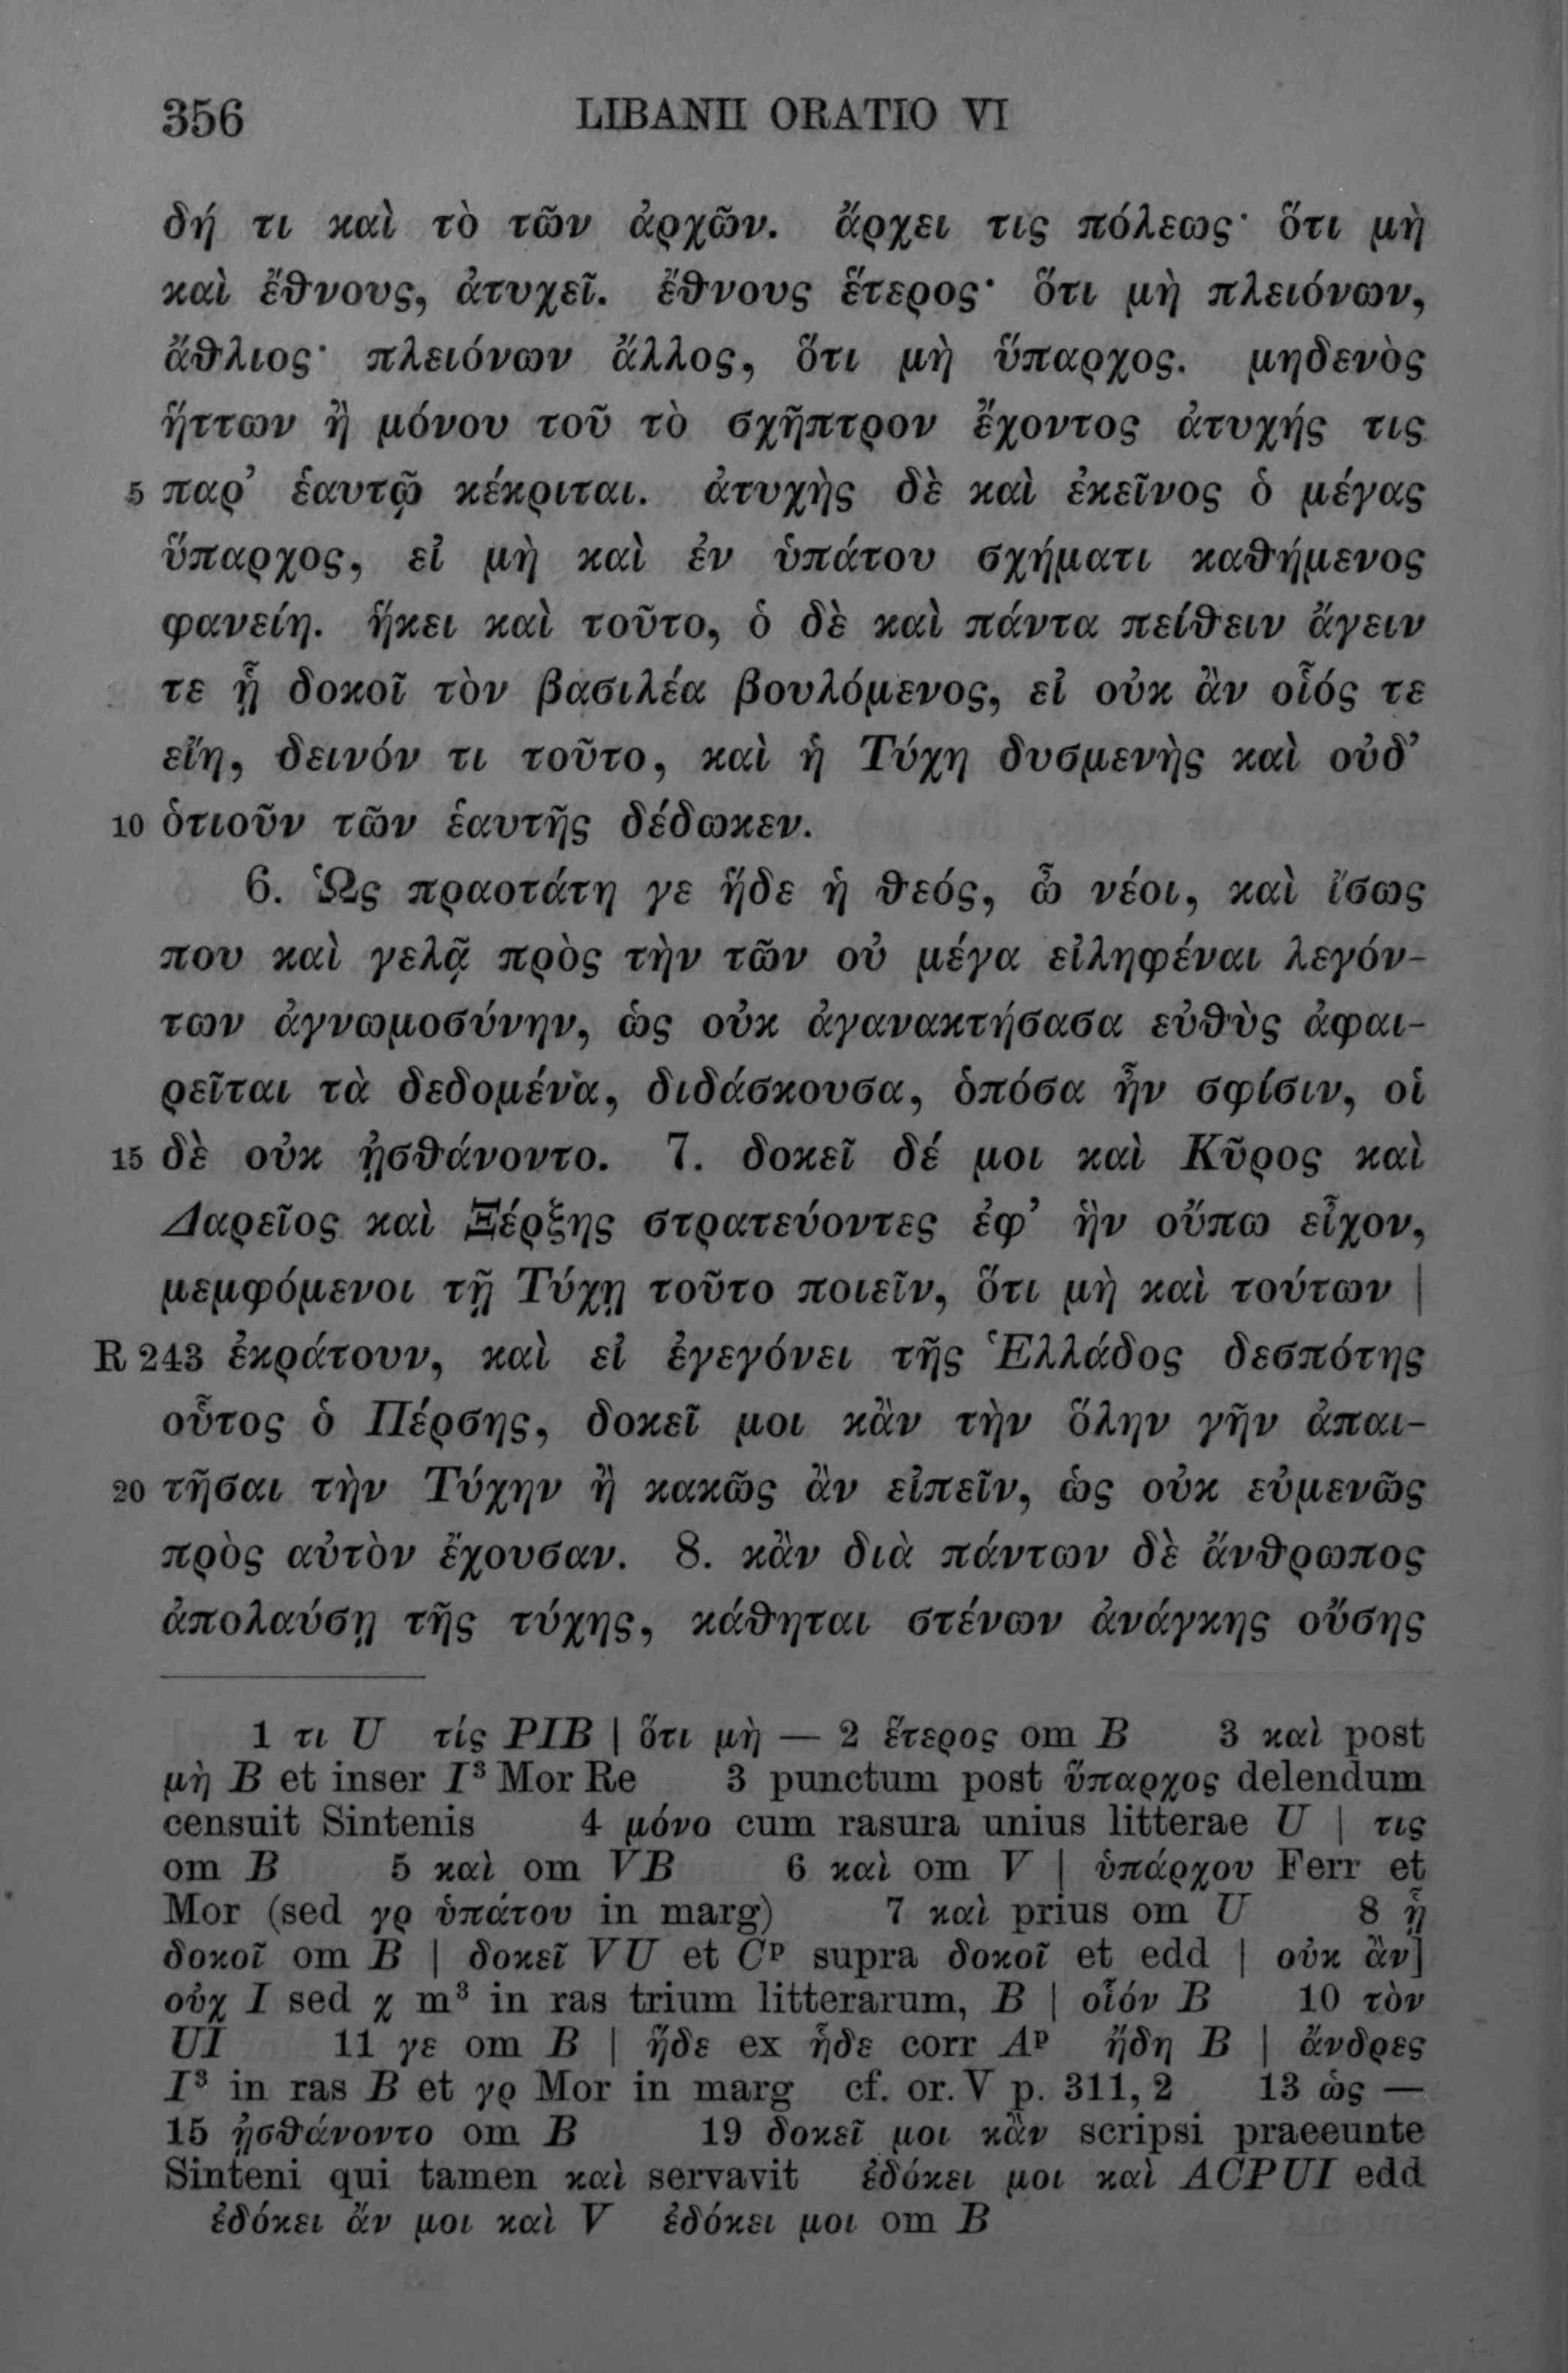 356 LIBANII ORATIO VI
δή τι καὶ τὸ τῶν ἀρχῶν. ἄρχει τις πόλεως· ὅτι μὴ
καὶ ἔθνους, ἀτυχεῖ. ἔθνους ἕτερος· ὅτι μὴ πλειόνων,
ἄθλιος· πλειόνων ἄλλος, ὅτι μὴ ὕπαρχος. μηδενὸς
ἥττων ἢ μόνου τοῦ τὸ σχῆπτρον ἔχοντος ἀτυχής τις
5 παρ’ ἑαυτῷ κέκριται. ἀτυχὴς δὲ καὶ ἐκεῖνος ὁ μέγας
ὕπαρχος, εἰ μὴ καὶ ἐν ὑπάτου σχήματι καθήμενος
φανείη. ἥκει καὶ τοῦτο, ὁ δὲ καὶ πάντα πείθειν ἄγειν
τε ᾗ δοκοῖ τὸν βασιλέα βουλόμενος, εἰ οὐκ ἂν οἷός τε
εἴη, δεινόν τι τοῦτο, καὶ ἡ Τύχη δυσμενὴς καὶ οὐδ’
10 ὁτιοῦν τῶν ἑαυτῆς δέδωκεν.
6. Ὡς πραοτάτη γε ἥδε ἡ θεός, ὦ νέοι, καὶ ἴσως
που καὶ γελᾷ πρὸς τὴν τῶν οὐ μέγα εἰληφέναι λεγόν-
των ἀγνωμοσύνην, ὡς οὐκ ἀγανακτήσασα εὐθὺς ἀφαι-
ρεῖται τὰ δεδομένα, διδάσκουσα, ὁπόσα ἦν σφίσιν, οἱ
15 δὲ οὐκ ᾐσθάνοντο. 7. δοκεῖ δέ μοι καὶ Κῦρος καὶ
Δαρεῖος καὶ Ξέρξης στρατεύοντες ἐφ’ ἣν οὔπω εἶχον,
μεμφόμενοι τῇ Τύχῃ τοῦτο ποιεῖν, ὅτι μὴ καὶ τούτων |
R 243 ἐκράτουν, καὶ εἰ ἐγεγόνει τῆς Ἑλλάδος δεσπότης
οὗτος ὁ Πέρσης, δοκεῖ μοι κἂν τὴν ὅλην γῆν ἀπαι-
20 τῆσαι τὴν Τύχην ἢ κακῶς ἂν εἰπεῖν, ὡς οὐκ εὐμενῶς
πρὸς αὐτὸν ἔχουσαν. 8. κἂν διὰ πάντων δὲ ἄνθρωπος
ἀπολαύσῃ τῆς τύχης, κάθηται στένων ἀνάγκης οὔσης
1 τι U τίς PIB | ὅτι μὴ — 2 ἕτερος om B 3 καὶ post
μὴ B et inser I³ Mor Re 3 punctum post ὕπαρχος delendum
censuit Sintenis 4 μόνο cum rasura unius litterae U | τις
om B 5 καὶ om VB 6 καὶ om V | ὑπάρχου Ferr et
Mor (sed γρ ὑπάτου in marg) 7 καὶ prius om U 8 ᾗ
δοκοῖ om B | δοκεῖ VU et Cᵖ supra δοκοῖ et edd | οὐκ ἂν]
οὐχ I sed χ m³ in ras trium litterarum, B | οἷόν B 10 τὸν
UI 11 γε om B | ἥδε ex ἦδε corr Aᵖ ἤδη B | ἄνδρες
I³ in ras B et γρ Mor in marg cf. or. V p. 311, 2 13 ὡς —
15 ᾐσθάνοντο om B 19 δοκεῖ μοι κἂν scripsi praeeunte
Sinteni qui tamen καὶ servavit ἐδόκει μοι καὶ ACPUI edd
ἐδόκει ἄν μοι καὶ V ἐδόκει μοι om B